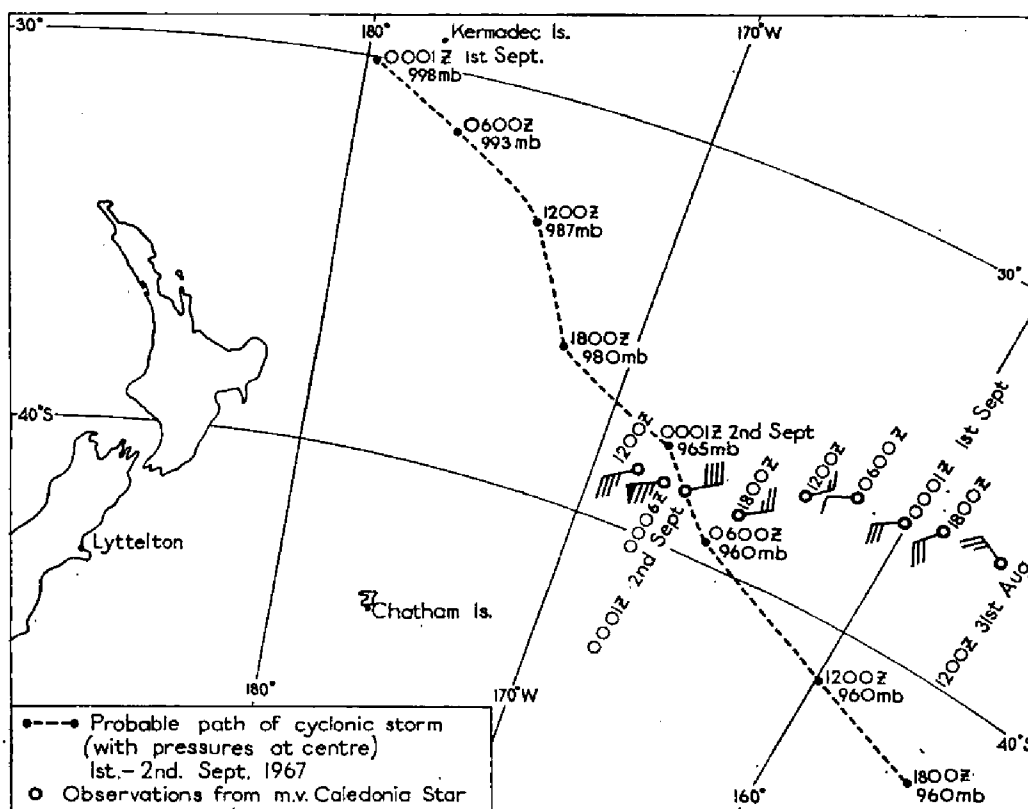 30°
180°
Kermadec Is.
170°W
0001Z 1st Sept.
998mb
0600Z
993mb
1200Z
987mb
30°
1800Z
980mb
40°S
1200Z
0001Z 2nd Sept
965mb
1800Z
1200Z
0600Z
0001Z 1st Sept
1800Z
0006Z
0001Z 2nd Sept
0600Z
960mb
Lyttelton
Chatham Is.
1200Z 31st Aug
180°
170°W
1200Z
960mb
40°S
160°
1800Z
960mb
Probable path of cyclonic storm
(with pressures at centre)
1st.-2nd. Sept. 1967
Observations from m.v. Caledonia Star